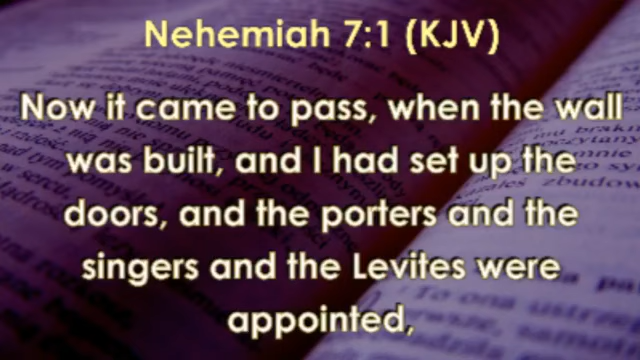 Nehemiah 7:1 (KJV)
Now it came to pass, when the wall
was built, and I had set up the
doors, and the porters and the
singers and the Levites were
appointed,